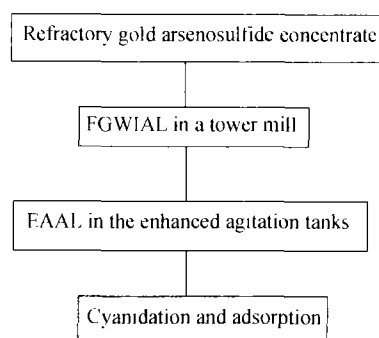 Refractory gold arsenosulfide concentrate
FGWIAL in a tower mill
EAAL in the enhanced agitation tanks
Cyanidation and adsorption